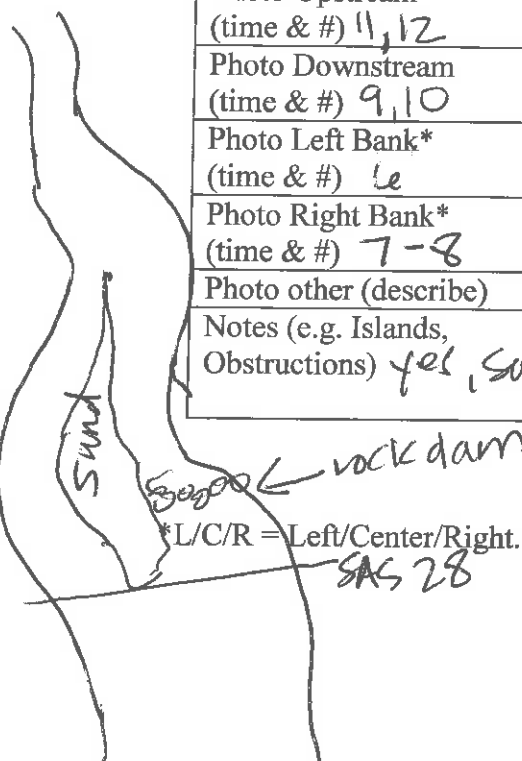 (time & #) 11,12
Photo Downstream
(time & #) 9,10
Photo Left Bank*
(time & #)
Photo Right Bank*
(time & #) 7-8
Photo other (describe)
Notes (e.g. Islands,
Obstructions) yes,
sand
rock dam
*L/C/R = Left/Center/Right.
SAS 28